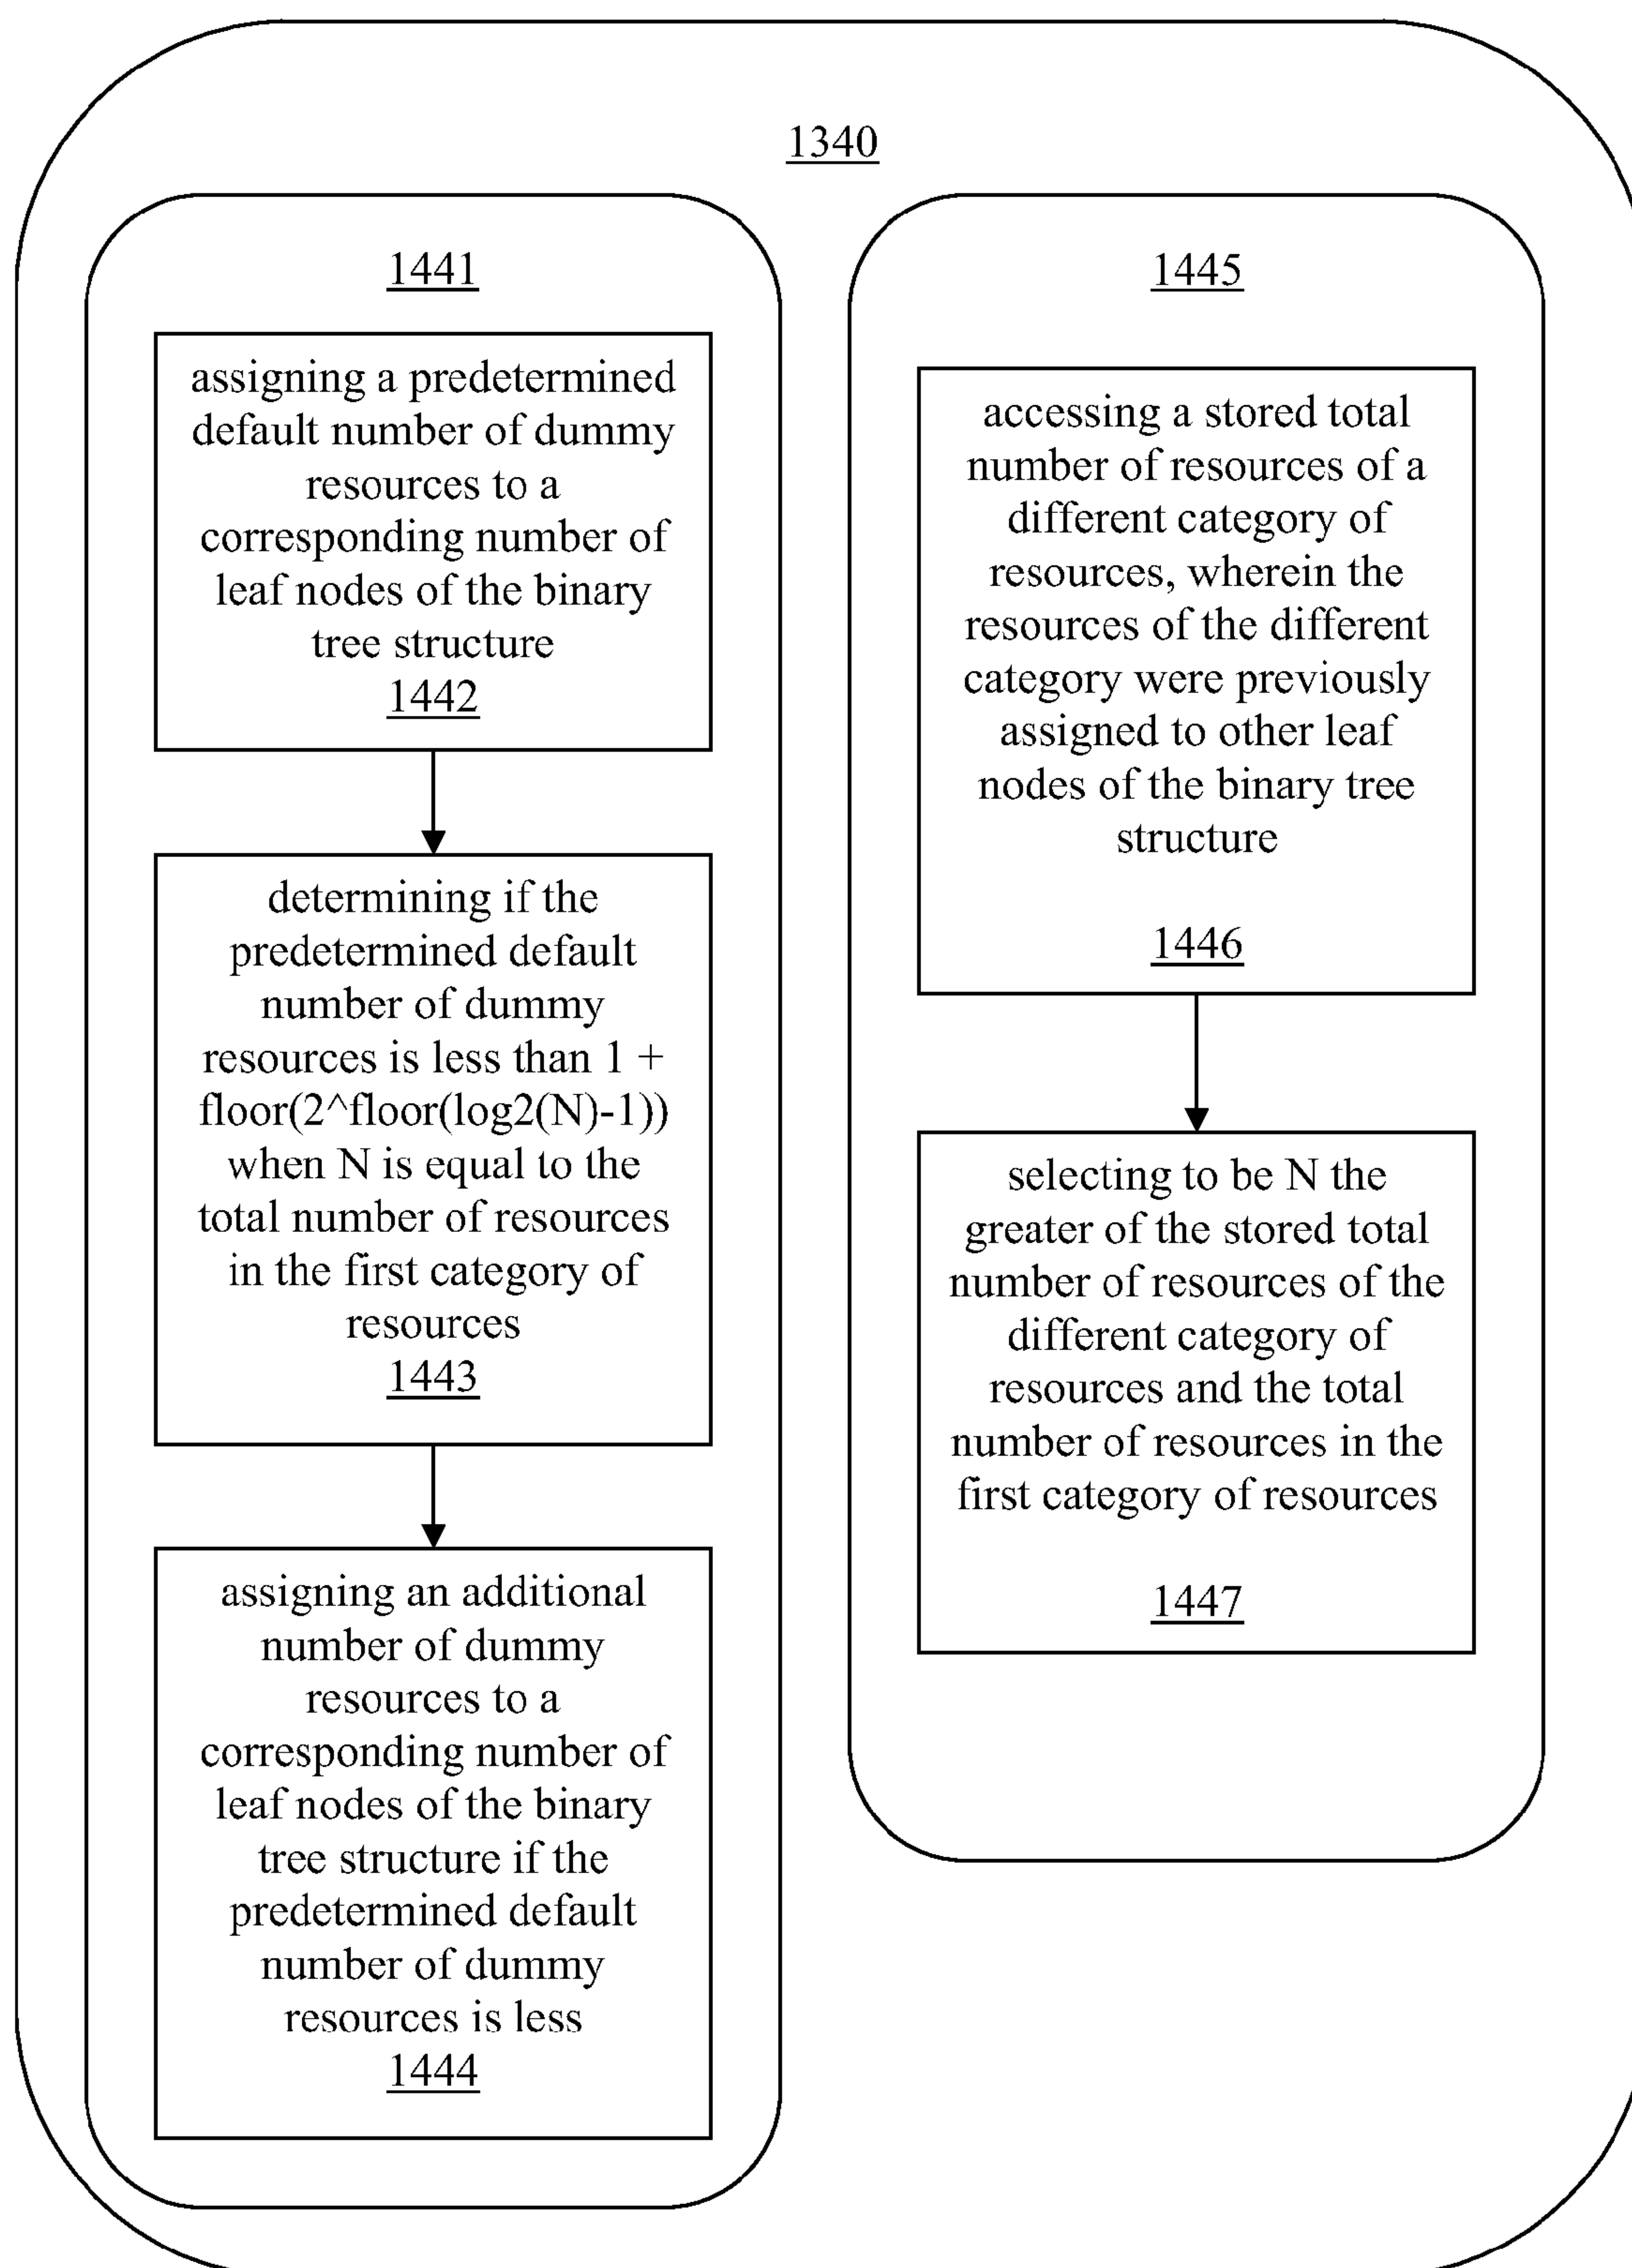 1340
1441
assigning a predetermined
default number of dummy
resources to a
corresponding number of
leaf nodes of the binary
tree structure
1442
determining if the
predetermined default
number of dummy
resources is less than 1 +
floor(2^floor(log2(N)-1))
when N is equal to the
total number of resources
in the first category of
resources
1443
assigning an additional
number of dummy
resources to a
corresponding number of
leaf nodes of the binary
tree structure if the
predetermined default
number of dummy
resources is less
1444
1445
accessing a stored total
number of resources of a
different category of
resources, wherein the
resources of the different
category were previously
assigned to other leaf
nodes of the binary tree
structure
1446
selecting to be N the
greater of the stored total
number of resources of the
different category of
resources and the total
number of resources in the
first category of resources
1447